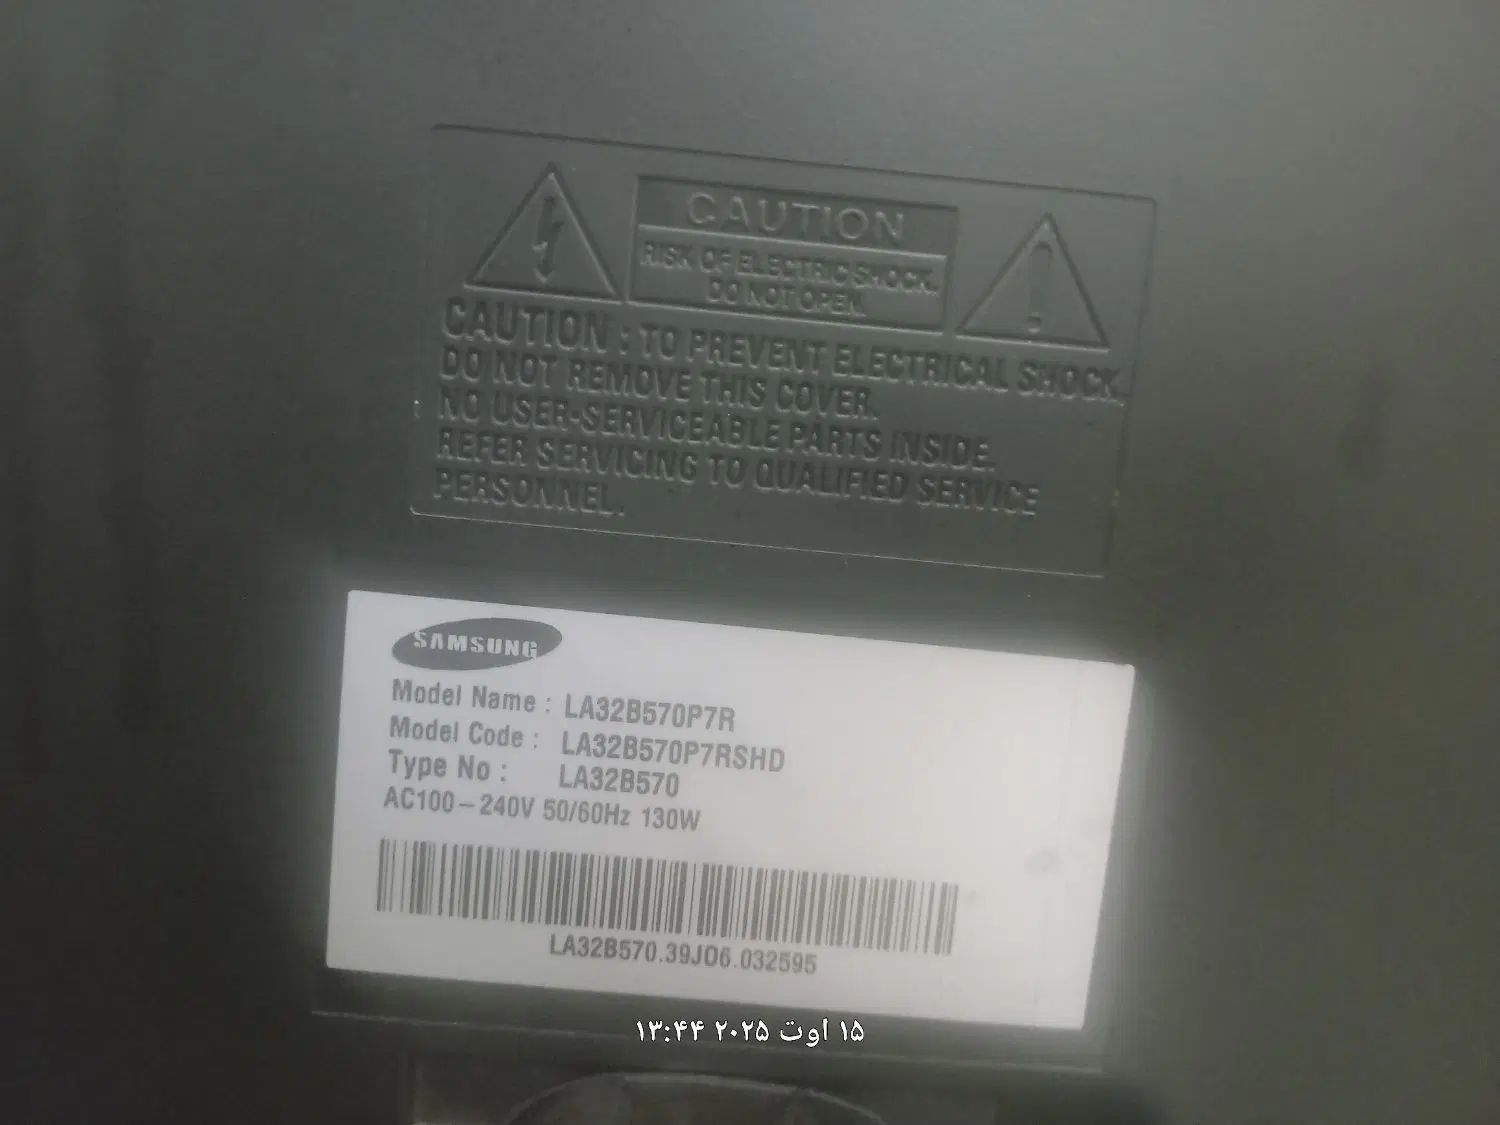 CAUTION
RISK OF ELECTRIC SHOCK.
DO NOT OPEN.
CAUTION : TO PREVENT ELECTRICAL SHOCK.
DO NOT REMOVE THIS COVER.
NO USER-SERVICEABLE PARTS INSIDE.
REFER SERVICING TO QUALIFIED SERVICE
PERSONNEL.
SAMSUNG
Model Name : LA32B570P7R
Model Code : LA32B570P7RSHD
Type No : LA32B570
AC100-240V 50/60Hz 130W
LA32B570.39J06.032595
۱۵ اوت ۲۰۲۵ ۱۳:۴۴